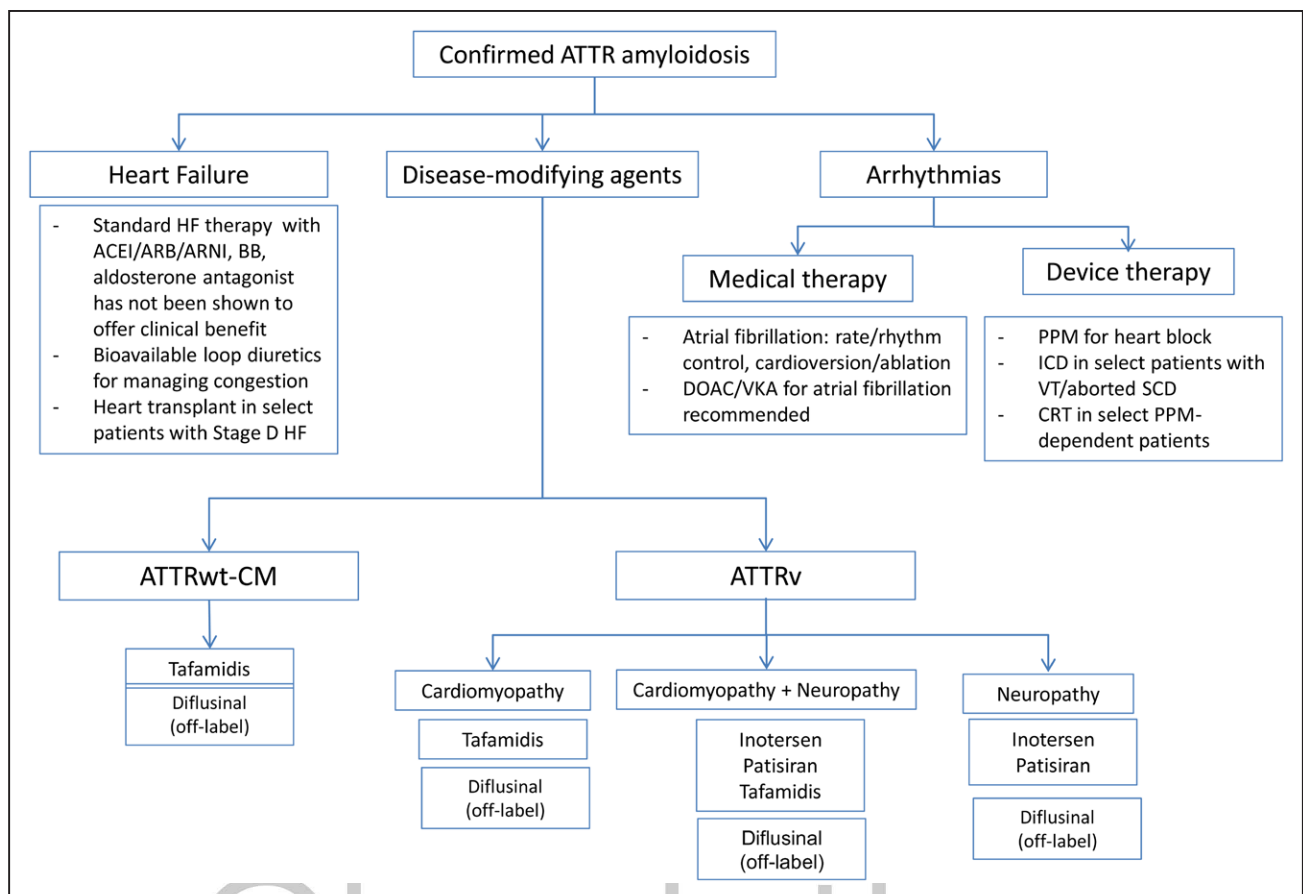 Confirmed ATTR amyloidosis
Heart Failure
- Standard HF therapy with
ACEI/ARB/ARNI, BB,
aldosterone antagonist
has not been shown to
offer clinical benefit
- Bioavailable loop diuretics
for managing congestion
- Heart transplant in select
patients with Stage D HF
Disease-modifying agents
Arrhythmias
Medical therapy
- Atrial fibrillation: rate/rhythm
control, cardioversion/ablation
- DOAC/VKA for atrial fibrillation
recommended
Device therapy
- PPM for heart block
- ICD in select patients with
VT/aborted SCD
- CRT in select PPM-
dependent patients
ATTRwt-CM
Tafamidis
Diflusinal
(off-label)
ATTRv
Cardiomyopathy
Tafamidis
Diflusinal
(off-label)
Cardiomyopathy + Neuropathy
Inotersen
Patisiran
Tafamidis
Diflusinal
(off-label)
Neuropathy
Inotersen
Patisiran
Diflusinal
(off-label)